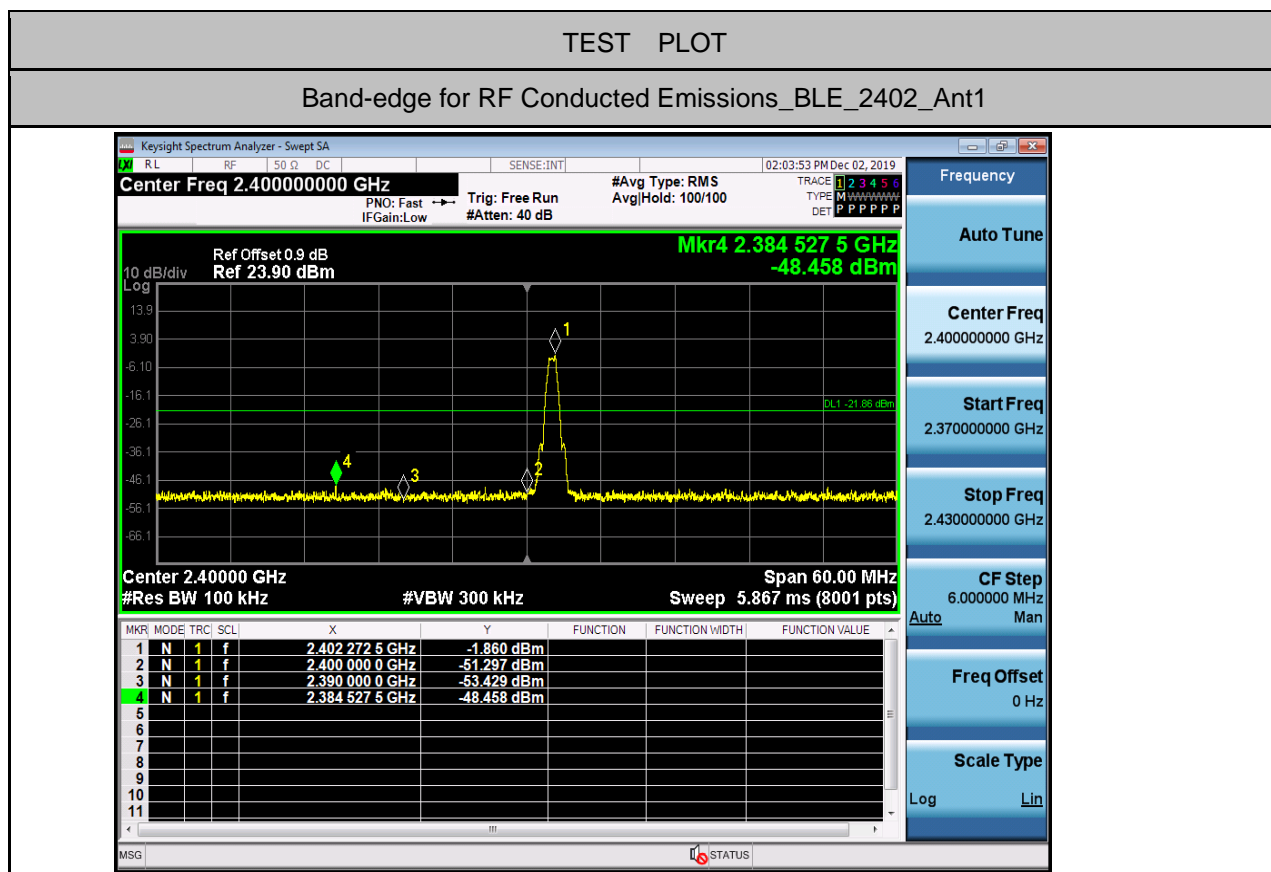 TEST PLOT
Band-edge for RF Conducted Emissions_BLE_2402_Ant1
Keysight Spectrum Analyzer - Swept SA
LXI RL RF 50 Ω DC SENSE:INT 02:03:53 PM Dec 02, 2019
Center Freq 2.400000000 GHz
PNO: Fast
IFGain:Low
Trig: Free Run
#Atten: 40 dB
#Avg Type: RMS
Avg|Hold: 100/100
TRACE 1 2 3 4 5 6
TYPE M WWWWW
DET P P P P P P
Mkr4 2.384 527 5 GHz
-48.458 dBm
Ref Offset 0.9 dB
10 dB/div Ref 23.90 dBm
Log
13.9
3.90
-6.10
-16.1
-26.1
-36.1
-46.1
-56.1
-66.1
1
DL1 -21.86 dBm
4
3
2
Center 2.40000 GHz Span 60.00 MHz
#Res BW 100 kHz #VBW 300 kHz Sweep 5.867 ms (8001 pts)
MKR MODE TRC SCL X Y FUNCTION FUNCTION WIDTH FUNCTION VALUE
1 N 1 f 2.402 272 5 GHz -1.860 dBm
2 N 1 f 2.400 000 0 GHz -51.297 dBm
3 N 1 f 2.390 000 0 GHz -53.429 dBm
4 N 1 f 2.384 527 5 GHz -48.458 dBm
5
6
7
8
9
10
11
MSG STATUS
Frequency
Auto Tune
Center Freq
2.400000000 GHz
Start Freq
2.370000000 GHz
Stop Freq
2.430000000 GHz
CF Step
6.000000 MHz
Auto Man
Freq Offset
0 Hz
Scale Type
Log Lin